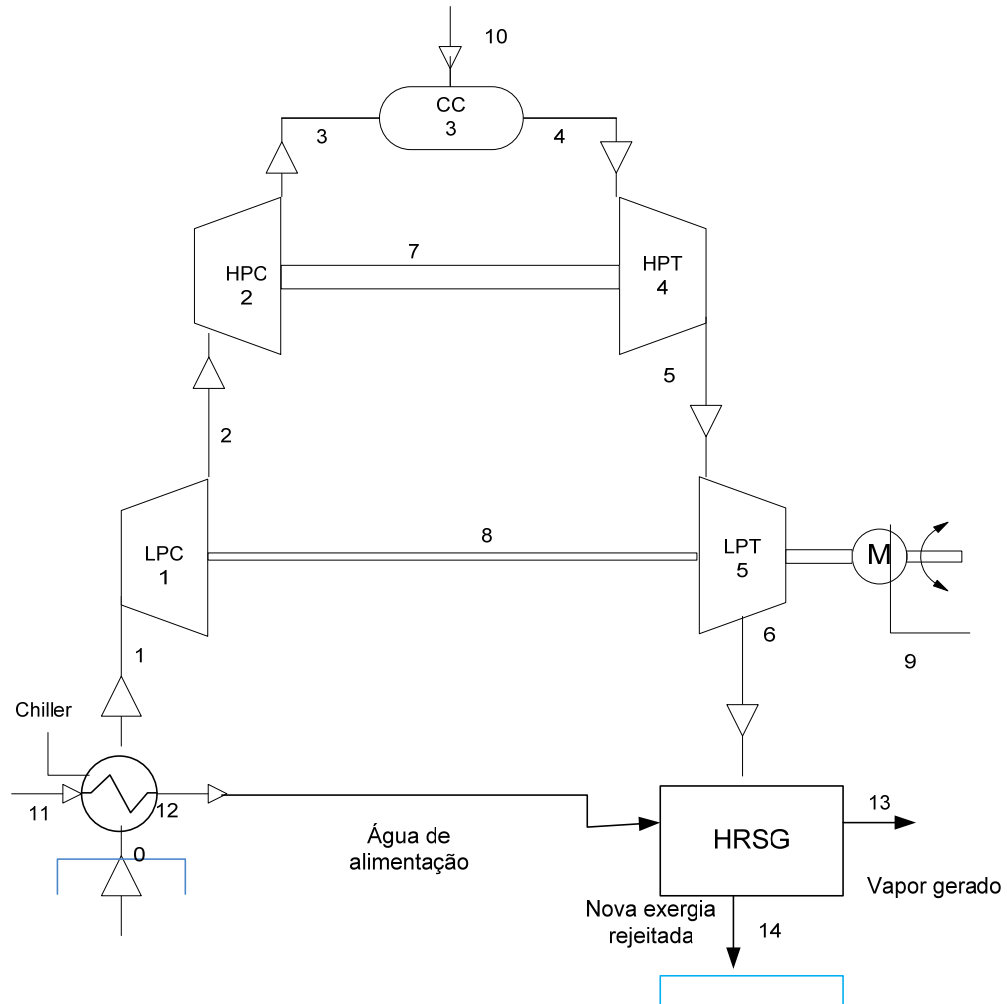 10
CC
3
3
4
7
HPC
2
HPT
4
5
2
8
LPC
1
LPT
5
M
6
1
9
Chiller
11
12
13
0
Água de
alimentação
HRSG
Vapor gerado
Nova exergia
rejeitada
14